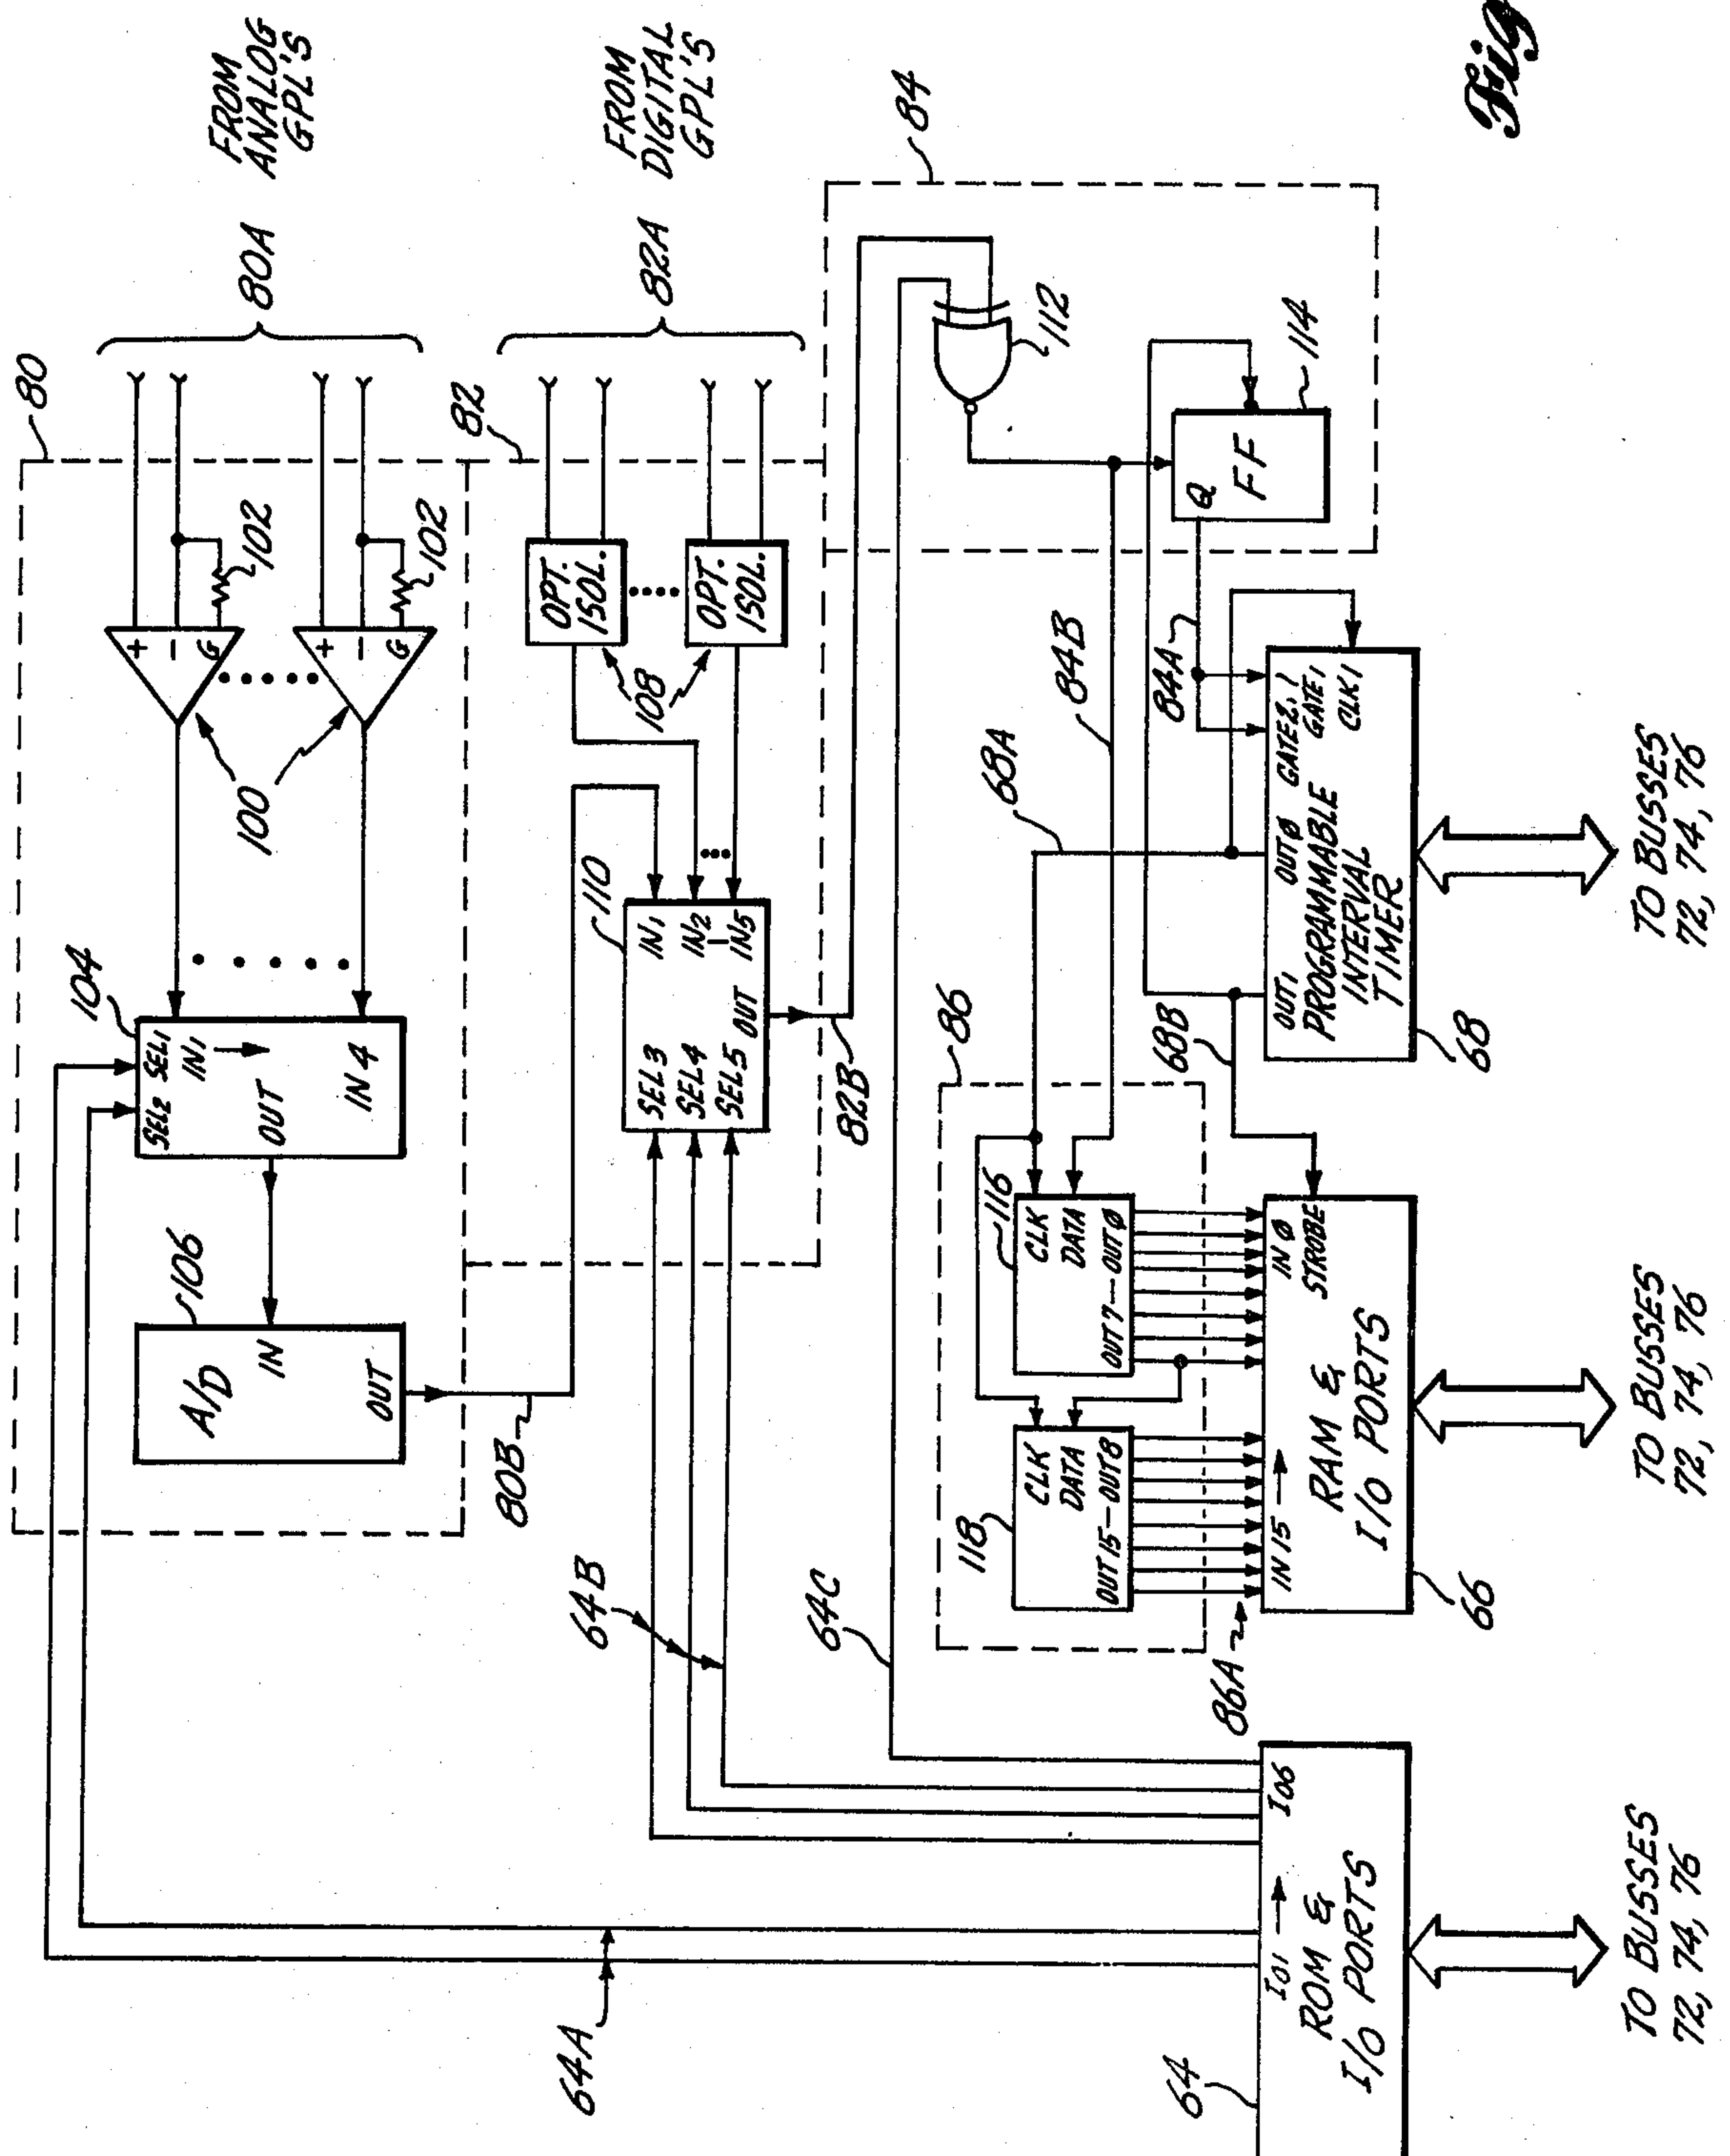 FROM
ANALOG
GPL'S
FROM
DIGITAL
GPL'S
80
80A
82
82A
84
+
−
G
102
+
−
G
102
100
104
SEL2 SEL1
IN1
OUT
IN4
106
A/D
IN
OUT
80B
OPT.
ISOL.
OPT.
ISOL.
108
110
IN1
IN2
IN5
SEL3
SEL4
SEL5
OUT
82B
112
114
Q
FF
84A
84B
68A
68B
OUT1 OUT0 GATE2,1
GATE1
CLK1
PROGRAMMABLE
INTERVAL
TIMER
68
TO BUSSES
72, 74, 76
86
116
CLK
DATA
OUT7—OUT0
118
CLK
DATA
OUT15—OUT8
86A
IN15 → IN0
STROBE
RAM &
I/O PORTS
66
TO BUSSES
72, 74, 76
64A
64B
64C
64
I01 → I06
ROM &
I/O PORTS
TO BUSSES
72, 74, 76
Fig